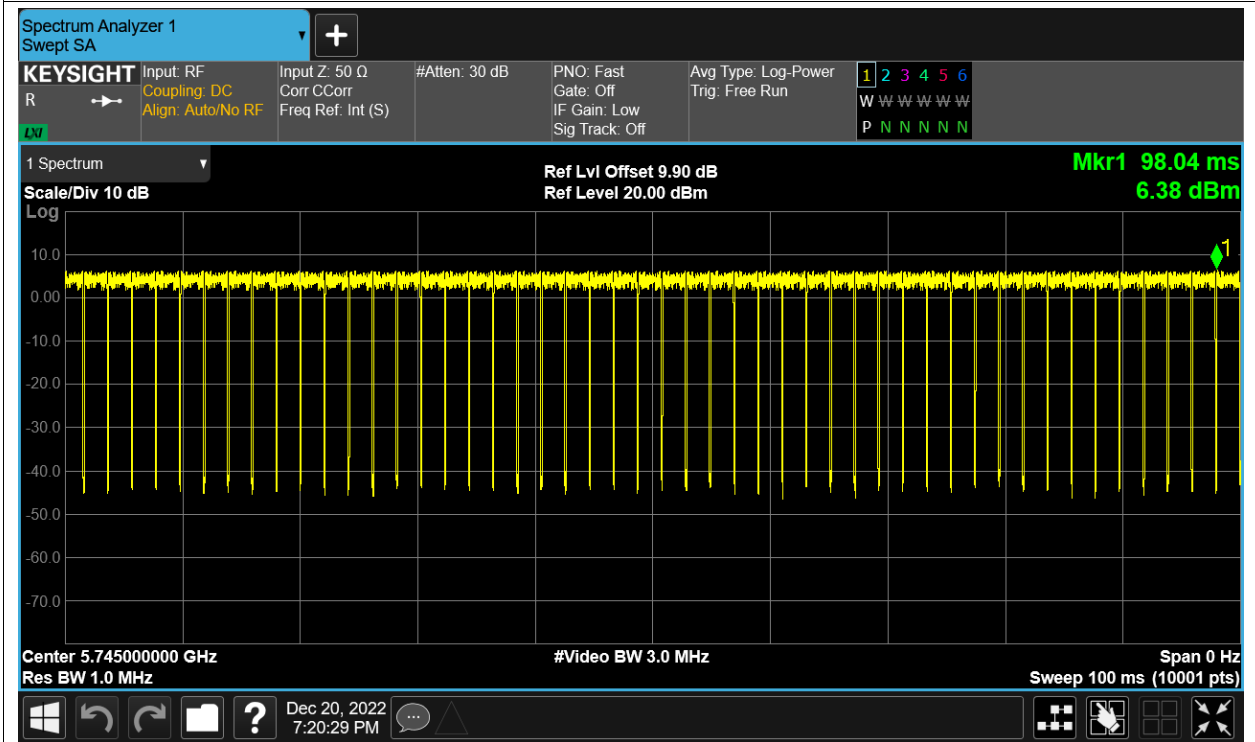 Spectrum Analyzer 1
Swept SA
KEYSIGHT
R
LXI
Input: RF
Coupling: DC
Align: Auto/No RF
Input Z: 50 Ω
Corr CCorr
Freq Ref: Int (S)
#Atten: 30 dB
PNO: Fast
Gate: Off
IF Gain: Low
Sig Track: Off
Avg Type: Log-Power
Trig: Free Run
1 2 3 4 5 6
W W W W W W
P N N N N N
1 Spectrum
Scale/Div 10 dB
Log
Ref Lvl Offset 9.90 dB
Ref Level 20.00 dBm
Mkr1 98.04 ms
6.38 dBm
1
10.0
0.00
-10.0
-20.0
-30.0
-40.0
-50.0
-60.0
-70.0
Center 5.745000000 GHz
#Video BW 3.0 MHz
Span 0 Hz
Res BW 1.0 MHz
Sweep 100 ms (10001 pts)
?
Dec 20, 2022
7:20:29 PM